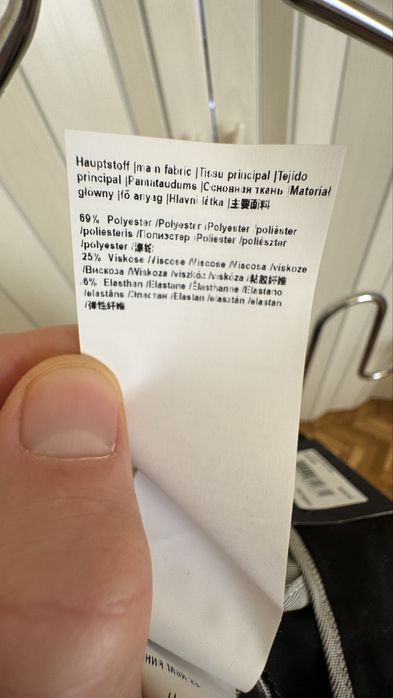 Hauptstoff |main fabric |Tissu principal |Tejido
principal |Pamataudums |Основная ткань |Materiał
główny |fő anyag |Hlavní látka |主要面料
69% Polyester /Polyester /Polyester /poliéster
/poliesteris /Полиэстер /Poliester /poliészter
/polyester /涤纶
25% Viskose /Viscose /Viscose /Viscosa /viskoze
/Вискоза /Wiskoza /viszkóz /viskóza /粘胶纤维
6% Elasthan /Elastane /Élasthanne /Elastano
/elastāns /Эластан /Elastan /elasztán /elastan
/弹性纤维